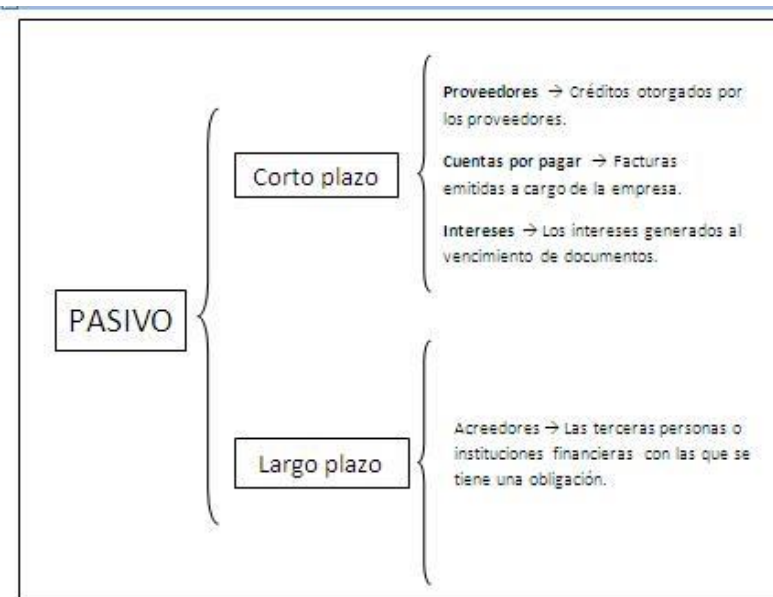 PASIVO
Corto plazo
Proveedores → Créditos otorgados por
los proveedores.
Cuentas por pagar → Facturas
emitidas a cargo de la empresa.
Intereses → Los intereses generados al
vencimiento de documentos.
Largo plazo
Acreedores → Las terceras personas o
instituciones financieras con las que se
tiene una obligación.